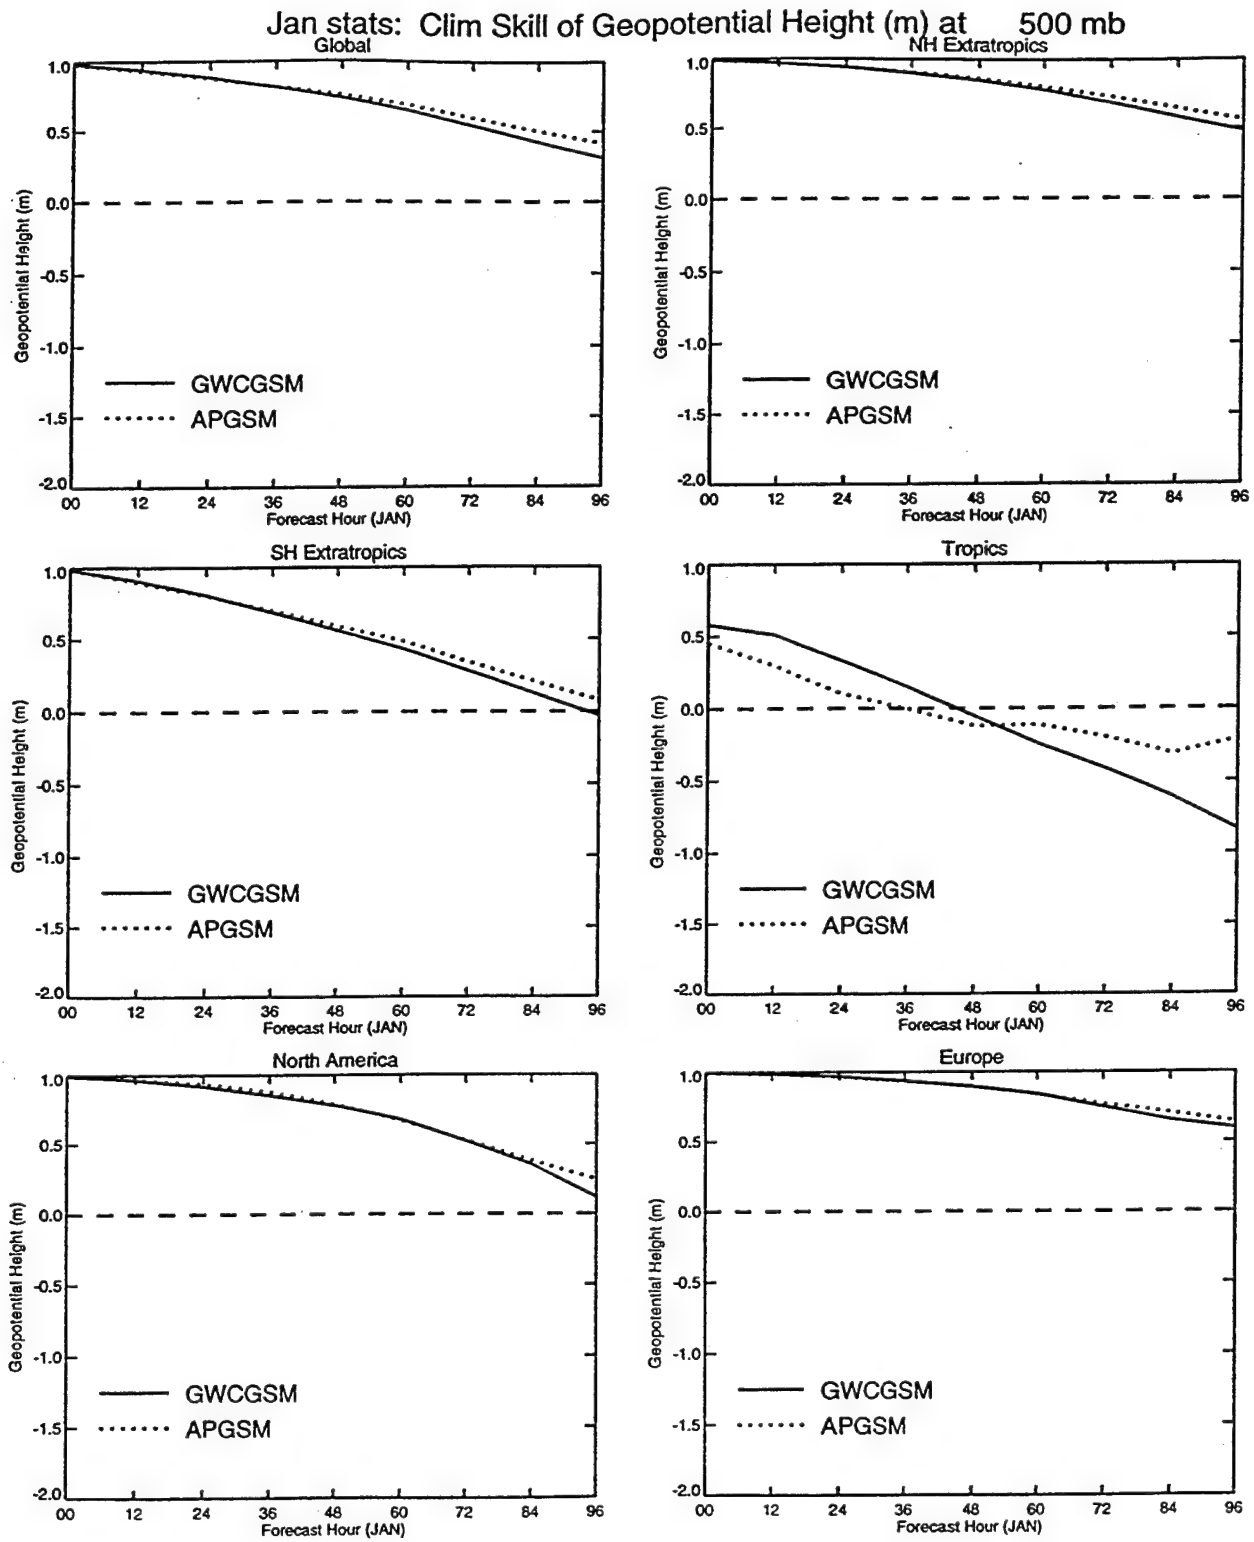 Jan stats: Clim Skill of Geopotential Height (m) at 500 mb
Global
1.0
0.5
0.0
-0.5
-1.0
-1.5
-2.0
Geopotential Height (m)
GWCGSM
APGSM
00 12 24 36 48 60 72 84 96
Forecast Hour (JAN)
NH Extratropics
1.0
0.5
0.0
-0.5
-1.0
-1.5
-2.0
Geopotential Height (m)
GWCGSM
APGSM
00 12 24 36 48 60 72 84 96
Forecast Hour (JAN)
SH Extratropics
1.0
0.5
0.0
-0.5
-1.0
-1.5
-2.0
Geopotential Height (m)
GWCGSM
APGSM
00 12 24 36 48 60 72 84 96
Forecast Hour (JAN)
Tropics
1.0
0.5
0.0
-0.5
-1.0
-1.5
-2.0
Geopotential Height (m)
GWCGSM
APGSM
00 12 24 36 48 60 72 84 96
Forecast Hour (JAN)
North America
1.0
0.5
0.0
-0.5
-1.0
-1.5
-2.0
Geopotential Height (m)
GWCGSM
APGSM
00 12 24 36 48 60 72 84 96
Forecast Hour (JAN)
Europe
1.0
0.5
0.0
-0.5
-1.0
-1.5
-2.0
Geopotential Height (m)
GWCGSM
APGSM
00 12 24 36 48 60 72 84 96
Forecast Hour (JAN)